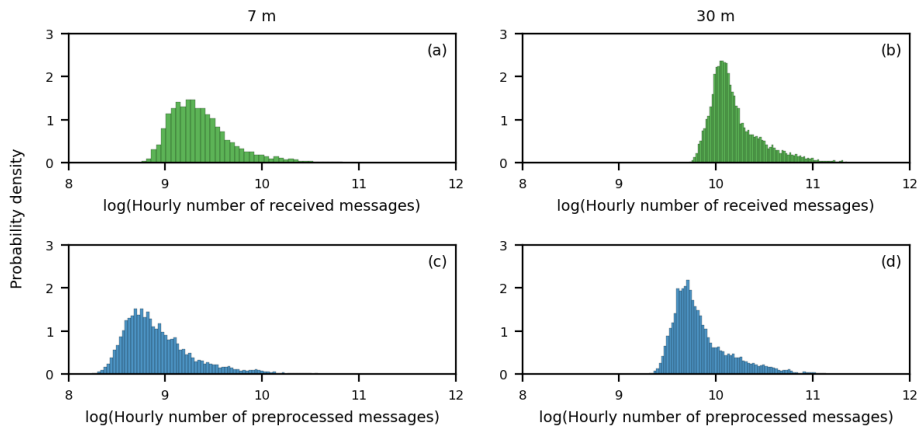 7 m
30 m
3
2
1
0
(a)
8 9 10 11 12
log(Hourly number of received messages)
3
2
1
0
(b)
8 9 10 11 12
log(Hourly number of received messages)
Probability density
3
2
1
0
(c)
8 9 10 11 12
log(Hourly number of preprocessed messages)
3
2
1
0
(d)
8 9 10 11 12
log(Hourly number of preprocessed messages)